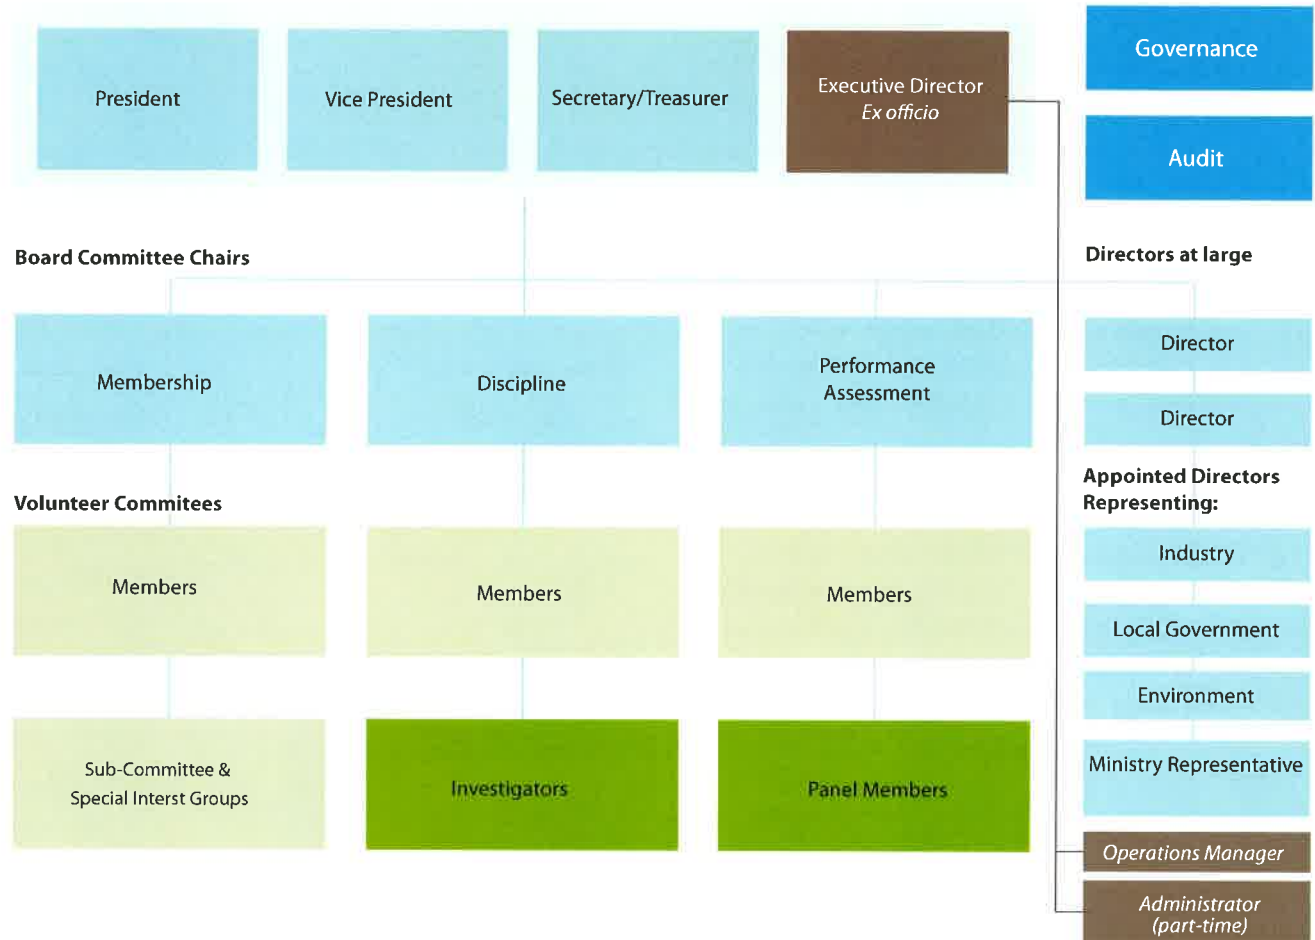 President
Vice President
Secretary/Treasurer
Executive Director
Ex officio
Governance
Audit
Board Committee Chairs
Directors at large
Membership
Discipline
Performance
Assessment
Director
Director
Volunteer Commitees
Appointed Directors
Representing:
Members
Members
Members
Industry
Local Government
Environment
Sub-Committee &
Special Interst Groups
Investigators
Panel Members
Ministry Representative
Operations Manager
Administrator
(part-time)